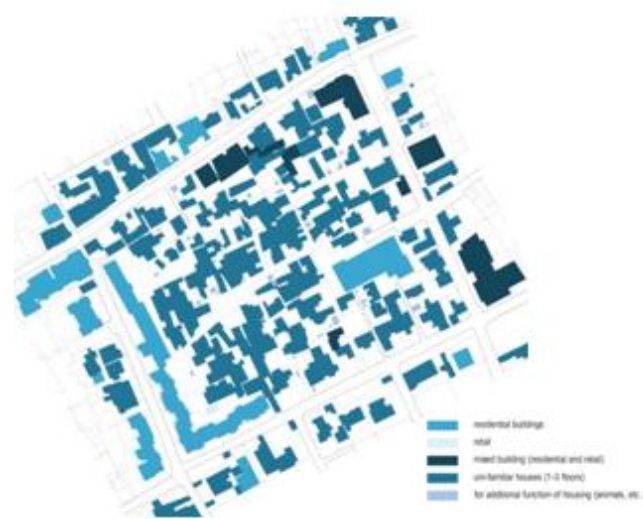 residential buildings
retail
mixed building (residential and retail)
uni-familiar houses (1-3 floors)
for additional function of housing (animals, etc.